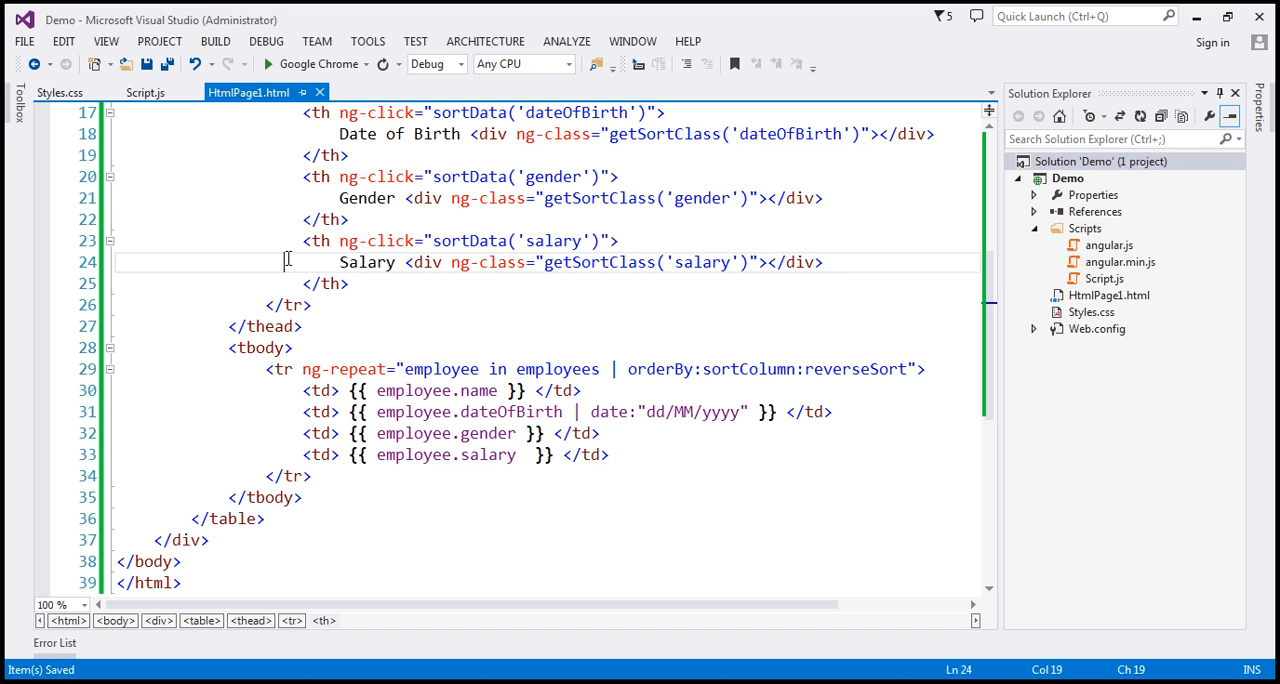 Demo - Microsoft Visual Studio (Administrator)
5
Quick Launch (Ctrl+Q)
FILE EDIT VIEW PROJECT BUILD DEBUG TEAM TOOLS TEST ARCHITECTURE ANALYZE WINDOW HELP
Sign in
Google Chrome Debug Any CPU
Toolbox
Styles.css Script.js HtmlPage1.html
17 <th ng-click="sortData('dateOfBirth')">
18 Date of Birth <div ng-class="getSortClass('dateOfBirth')"></div>
19 </th>
20 <th ng-click="sortData('gender')">
21 Gender <div ng-class="getSortClass('gender')"></div>
22 </th>
23 <th ng-click="sortData('salary')">
24 Salary <div ng-class="getSortClass('salary')"></div>
25 </th>
26 </tr>
27 </thead>
28 <tbody>
29 <tr ng-repeat="employee in employees | orderBy:sortColumn:reverseSort">
30 <td> {{ employee.name }} </td>
31 <td> {{ employee.dateOfBirth | date:"dd/MM/yyyy" }} </td>
32 <td> {{ employee.gender }} </td>
33 <td> {{ employee.salary  }} </td>
34 </tr>
35 </tbody>
36 </table>
37 </div>
38 </body>
39 </html>
100 %
<html> <body> <div> <table> <thead> <tr> <th>
Solution Explorer
Search Solution Explorer (Ctrl+;)
Solution 'Demo' (1 project)
Demo
Properties
References
Scripts
angular.js
angular.min.js
Script.js
HtmlPage1.html
Styles.css
Web.config
Properties
Error List
Item(s) Saved
Ln 24 Col 19 Ch 19 INS